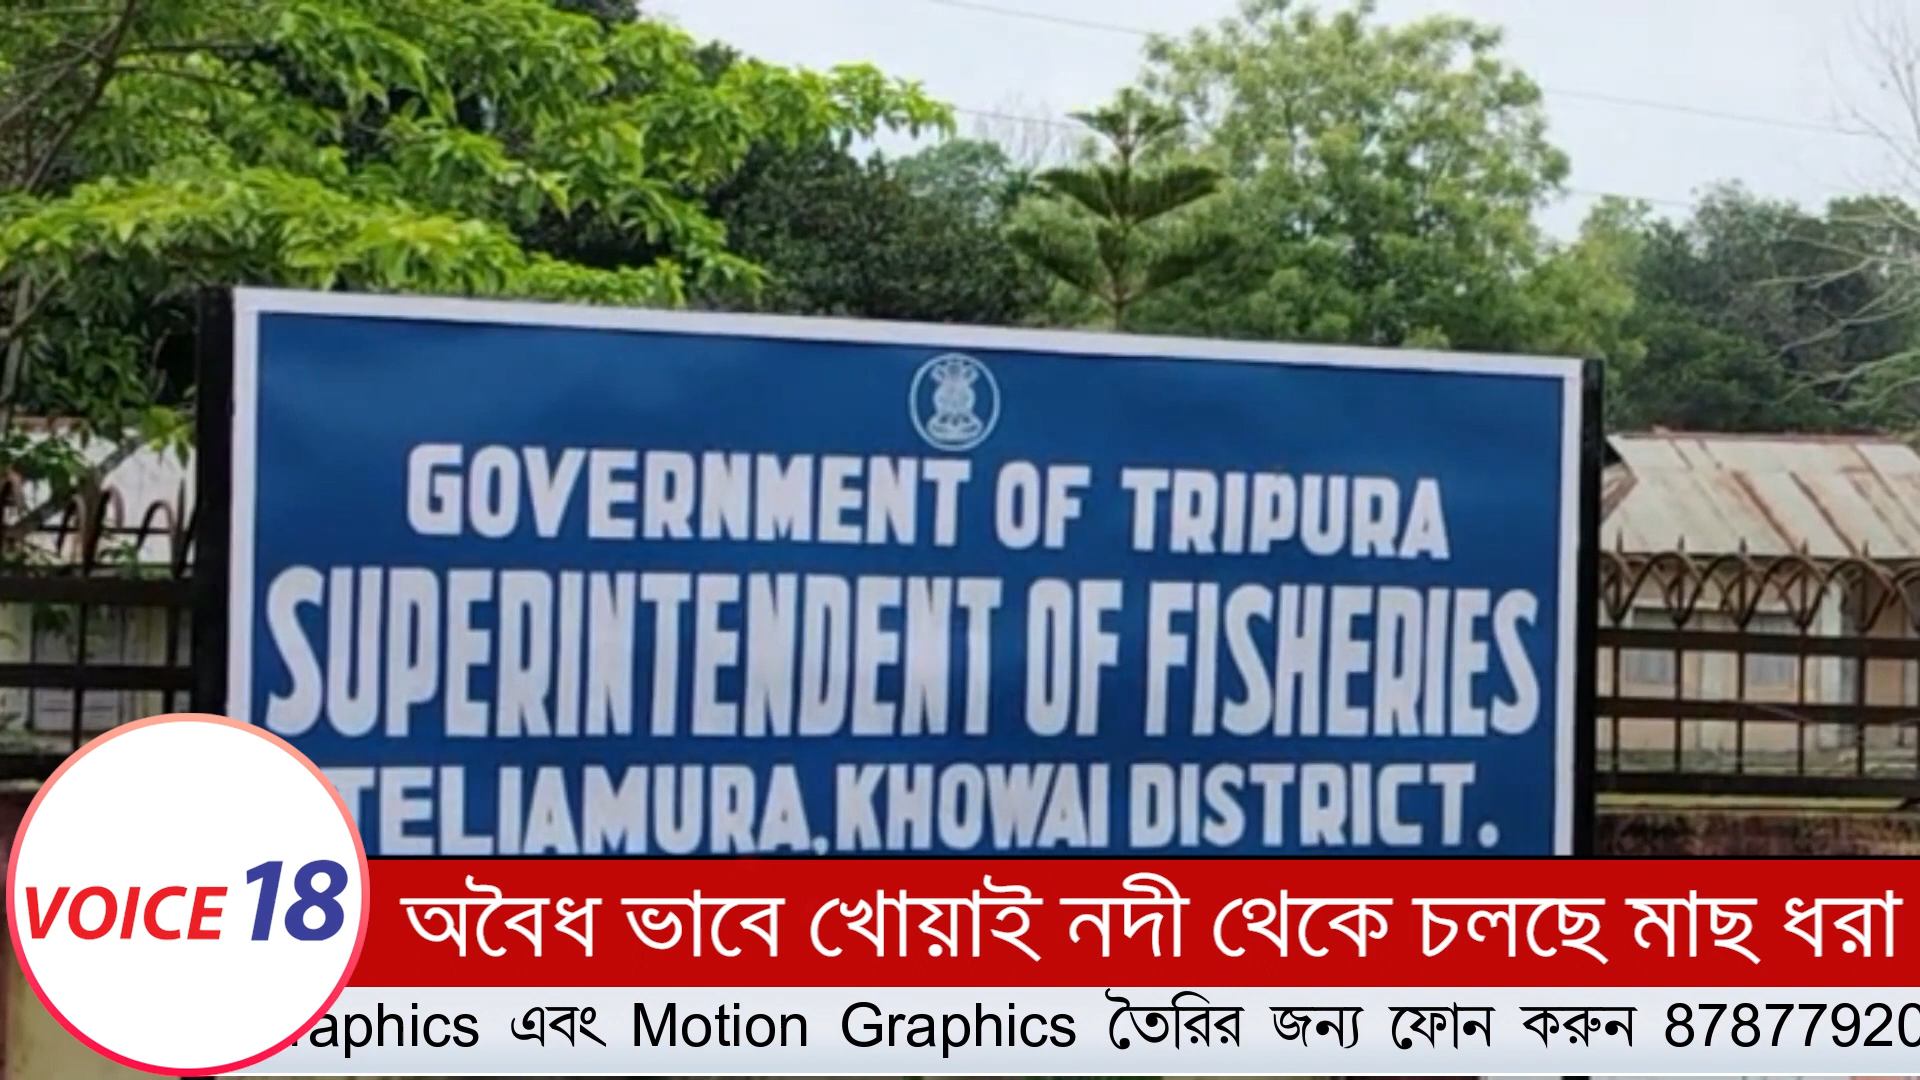 GOVERNMENT OF TRIPURA
SUPERINTENDENT OF FISHERIES
TELIAMURA, KHOWAI DISTRICT.
VOICE 18
অবৈধ ভাবে খোয়াই নদী থেকে চলছে মাছ ধরা
এবং Motion Graphics তৈরির জন্য ফোন করুন